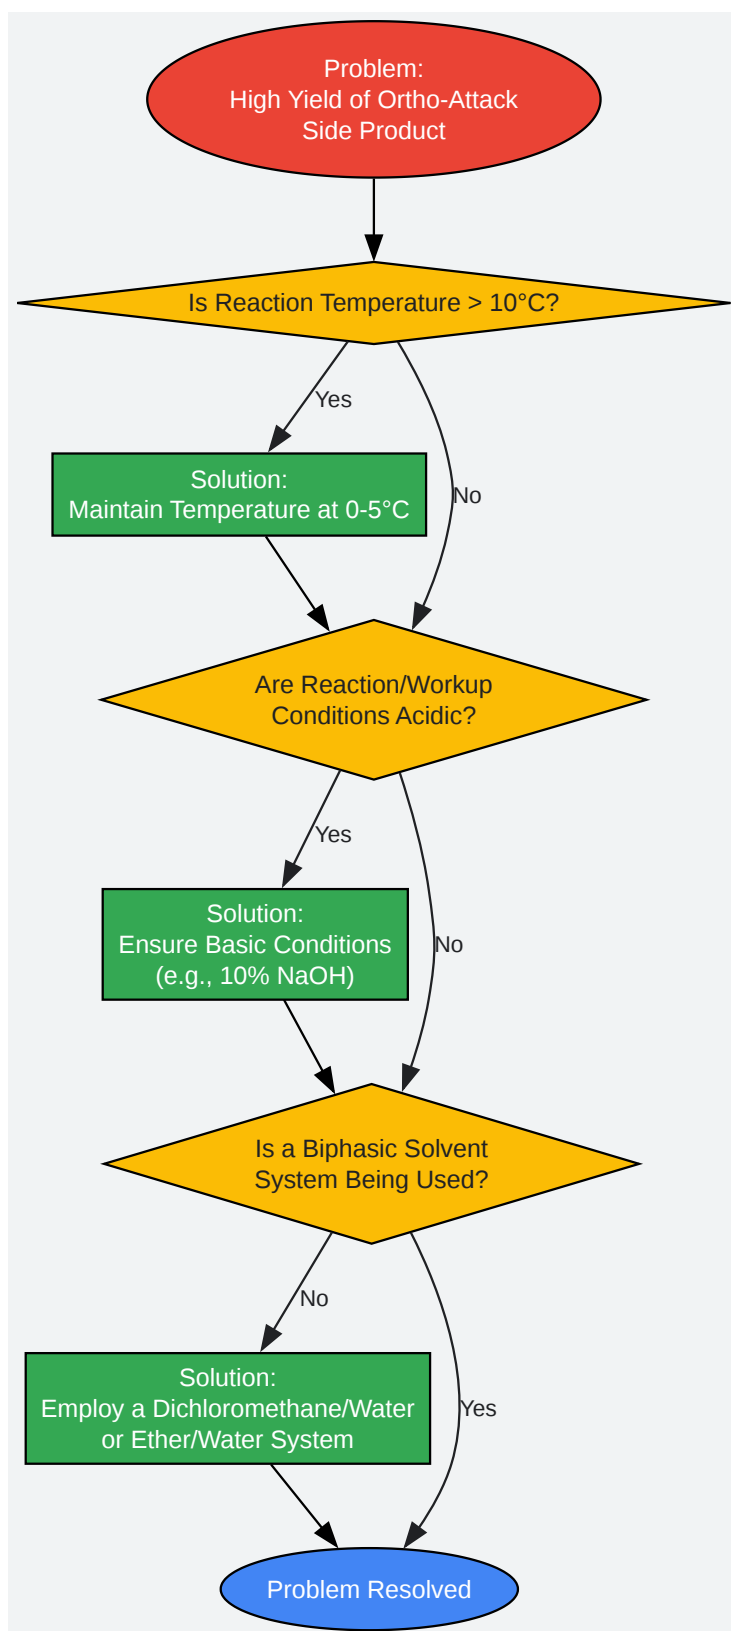 Problem:
High Yield of Ortho-Attack
Side Product
Is Reaction Temperature > 10°C?
Yes
No
Solution:
Maintain Temperature at 0-5°C
Are Reaction/Workup
Conditions Acidic?
Yes
No
Solution:
Ensure Basic Conditions
(e.g., 10% NaOH)
Is a Biphasic Solvent
System Being Used?
No
Yes
Solution:
Employ a Dichloromethane/Water
or Ether/Water System
Problem Resolved